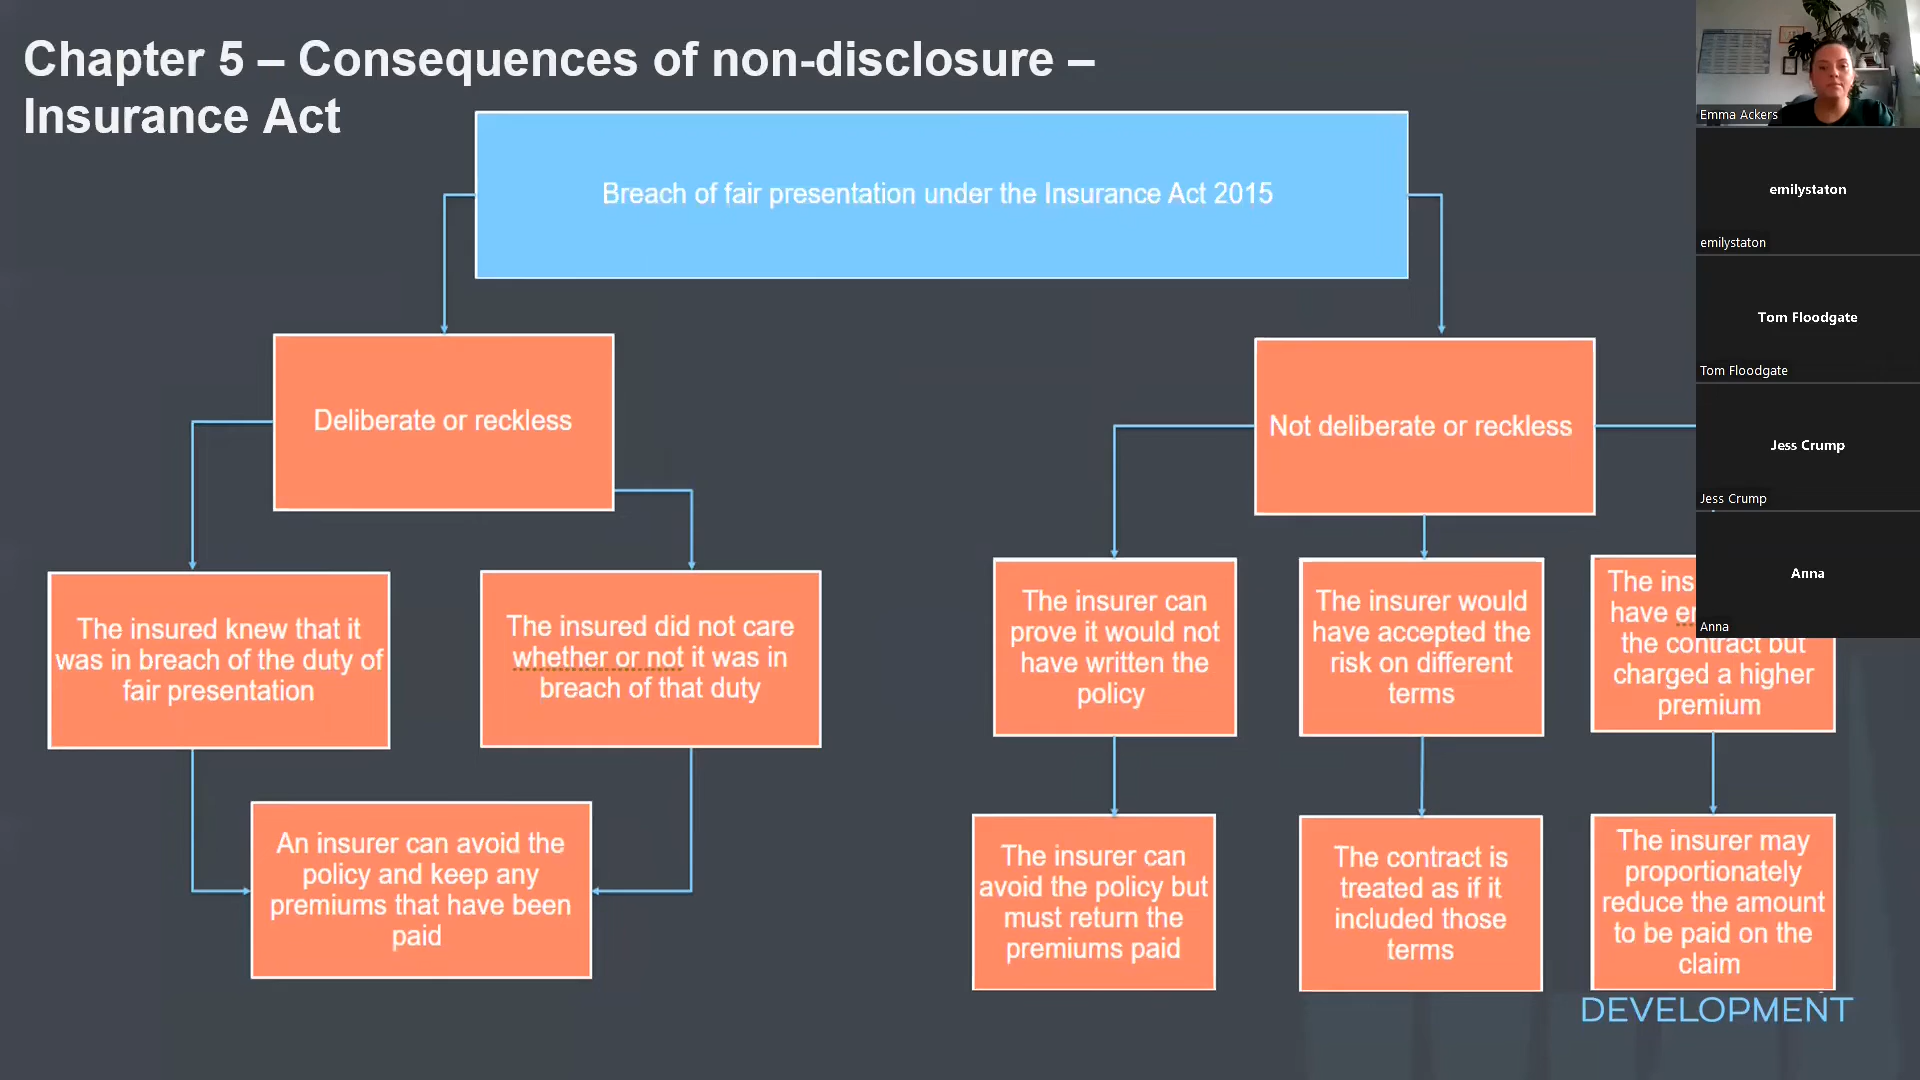 Chapter 5 – Consequences of non-disclosure –
Insurance Act
Breach of fair presentation under the Insurance Act 2015
Deliberate or reckless
Not deliberate or reckless
The insured knew that it
was in breach of the duty of
fair presentation
The insured did not care
whether or not it was in
breach of that duty
The insurer can
prove it would not
have written the
policy
The insurer would
have accepted the
risk on different
terms
The ins
have e
the contract but
charged a higher
premium
An insurer can avoid the
policy and keep any
premiums that have been
paid
The insurer can
avoid the policy but
must return the
premiums paid
The contract is
treated as if it
included those
terms
The insurer may
proportionately
reduce the amount
to be paid on the
claim
DEVELOPMENT
Emma Ackers
emilystaton
emilystaton
Tom Floodgate
Tom Floodgate
Jess Crump
Jess Crump
Anna
Anna